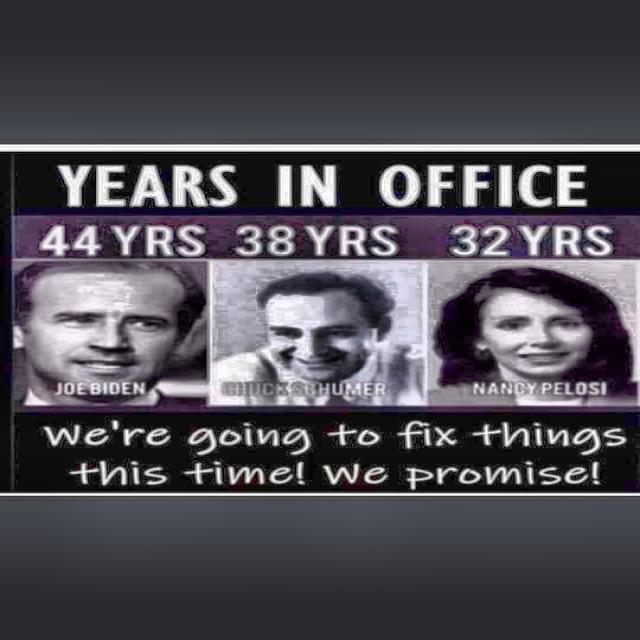 YEARS IN OFFICE
44 YRS 38 YRS 32 YRS
JOE BIDEN CHUCK SCHUMER NANCY PELOSI
We're going to fix things
this time! We promise!